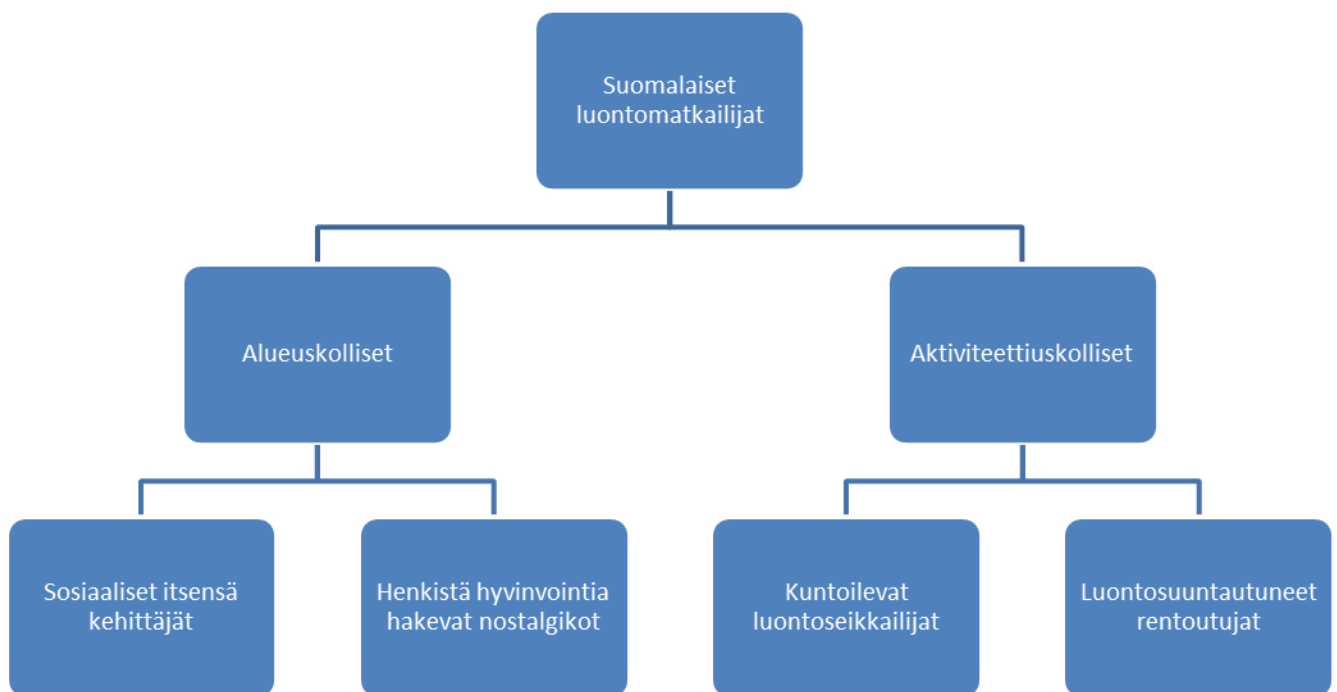 Suomalaiset
luontomatkailijat
Alueuskolliset
Aktiviteettiuskolliset
Sosiaaliset itsensä
kehittäjät
Henkistä hyvinvointia
hakevat nostalgikot
Kuntoilevat
luontoseikkailijat
Luontosuuntautuneet
rentoutujat